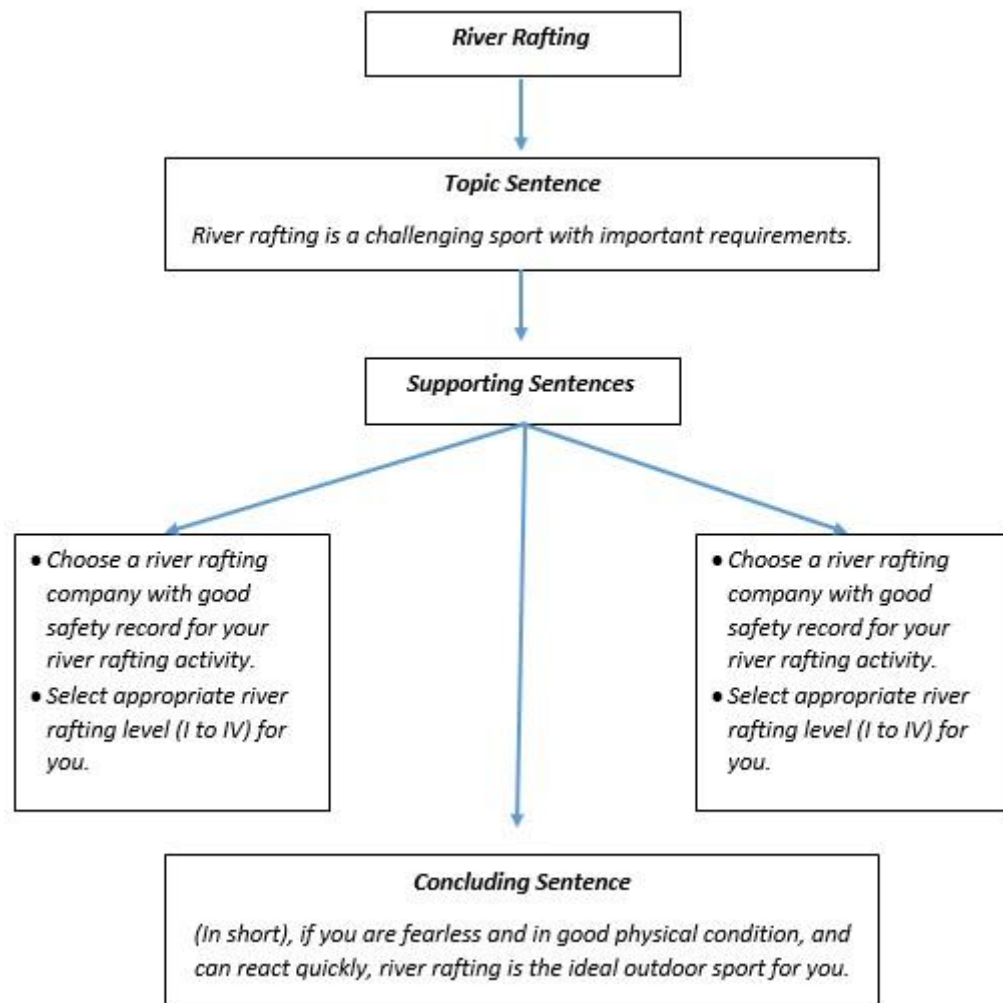 River Rafting
Topic Sentence
River rafting is a challenging sport with important requirements.
Supporting Sentences
• Choose a river rafting
company with good
safety record for your
river rafting activity.
• Select appropriate river
rafting level (I to IV) for
you.
• Choose a river rafting
company with good
safety record for your
river rafting activity.
• Select appropriate river
rafting level (I to IV) for
you.
Concluding Sentence
(In short), if you are fearless and in good physical condition, and
can react quickly, river rafting is the ideal outdoor sport for you.